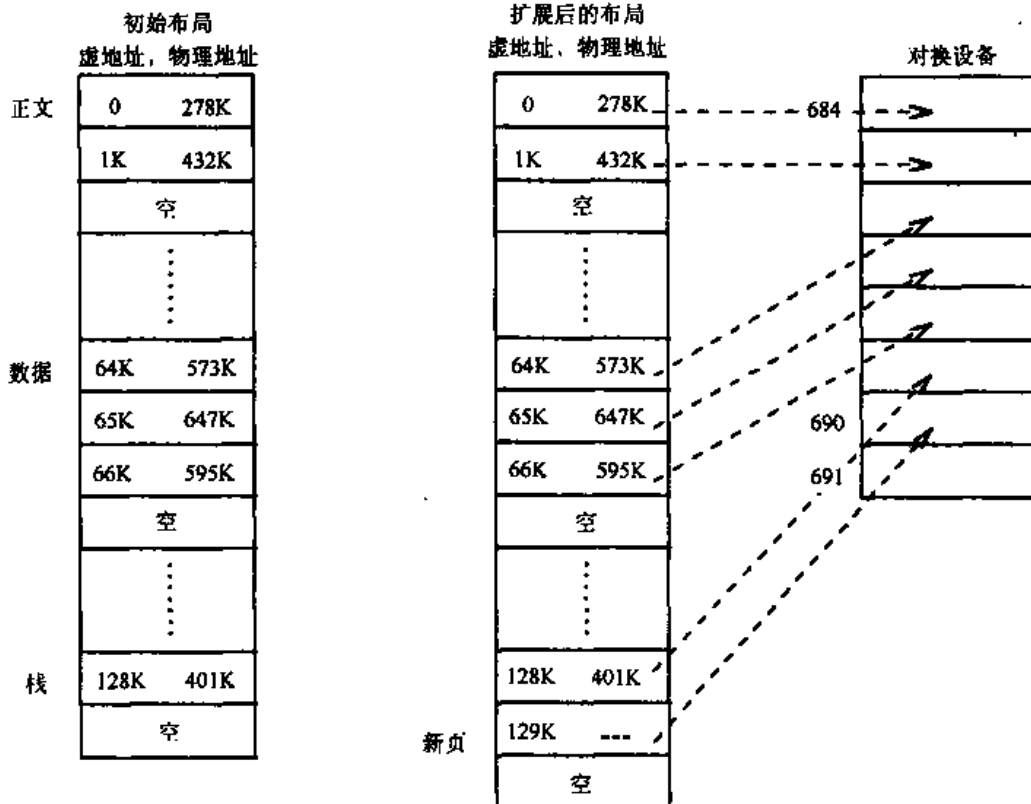 初始布局
虚地址，物理地址
正文 0 278K
1K 432K
空
数据 64K 573K
65K 647K
66K 595K
空
栈 128K 401K
空
扩展后的布局
虚地址、物理地址
0 278K
1K 432K
空
64K 573K
65K 647K
66K 595K
空
128K 401K
新页 129K ---
空
对换设备
684
690
691